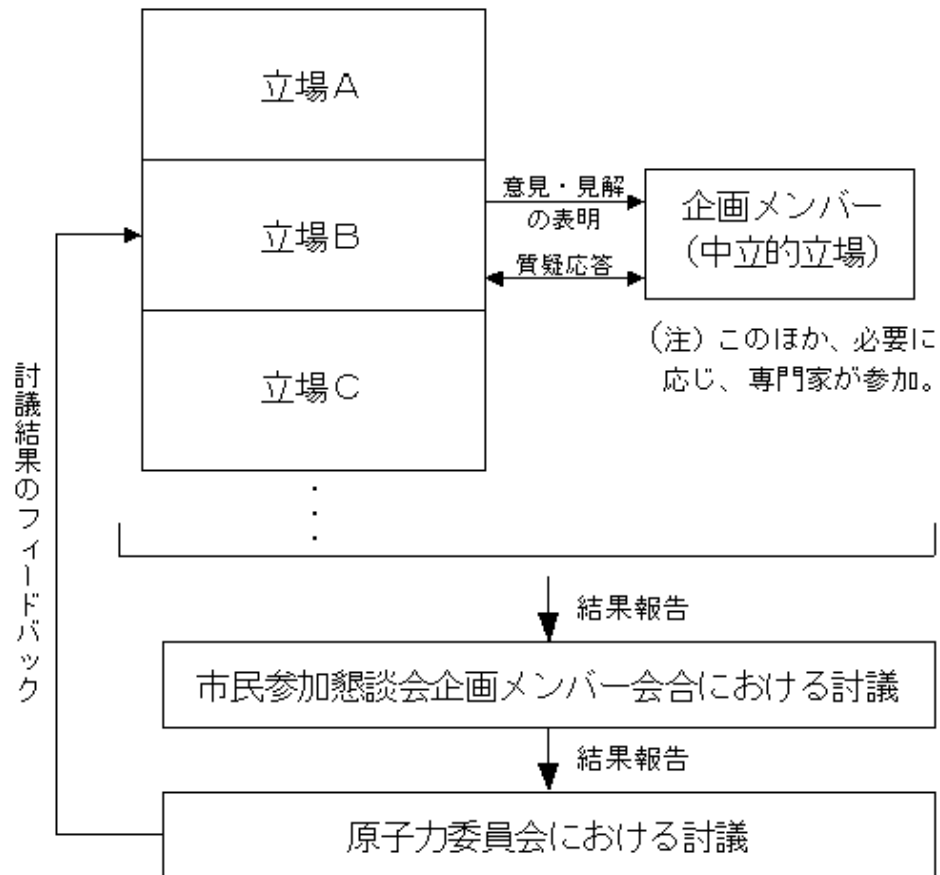 立場A
立場B
立場C
・
・
・
意見・見解
の表明
質疑応答
企画メンバー
(中立的立場)
(注)このほか、必要に
応じ、専門家が参加。
討議結果のフィードバック
結果報告
市民参加懇談会企画メンバー会合における討議
結果報告
原子力委員会における討議